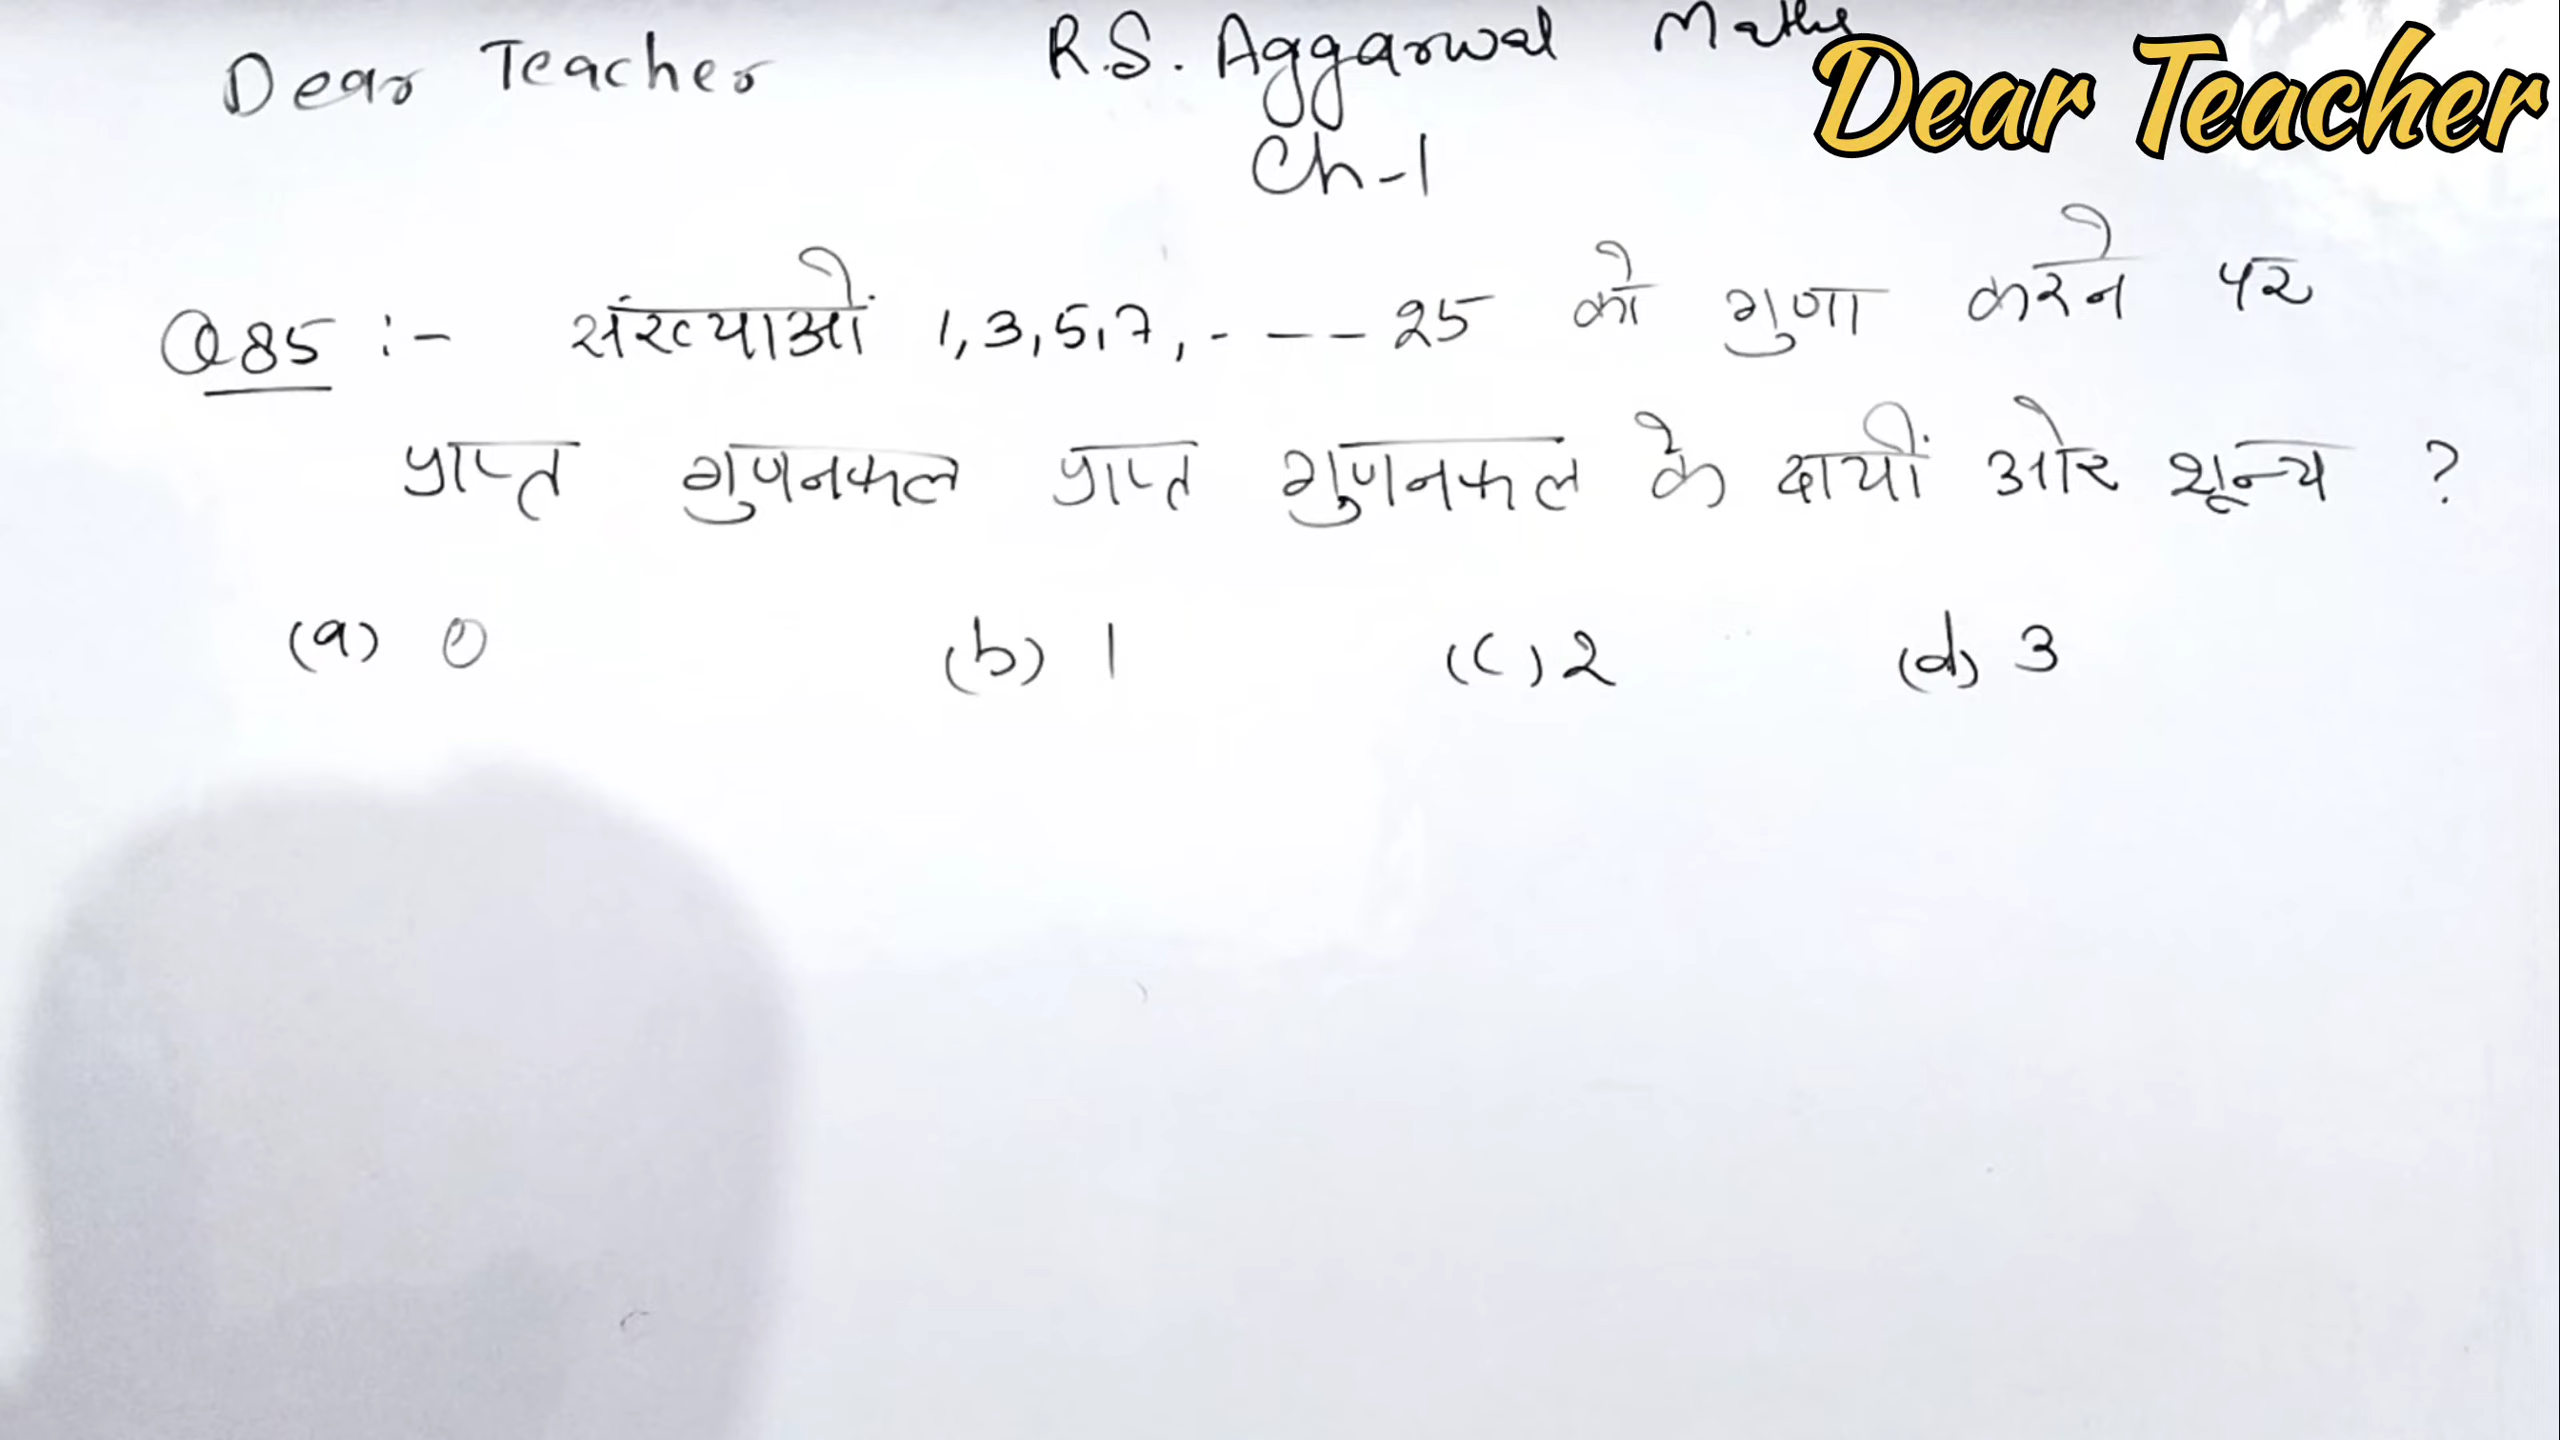 Dear Teacher R.S. Aggarwal Maths
Dear Teacher
Ch-1
Q85 :- संख्याओं 1, 3, 5, 7, - - - - 25 को गुणा करने पर
प्राप्त गुणनफल प्राप्त गुणनफल के दायीं ओर शून्य ?
(a) 0 (b) 1 (c) 2 (d) 3